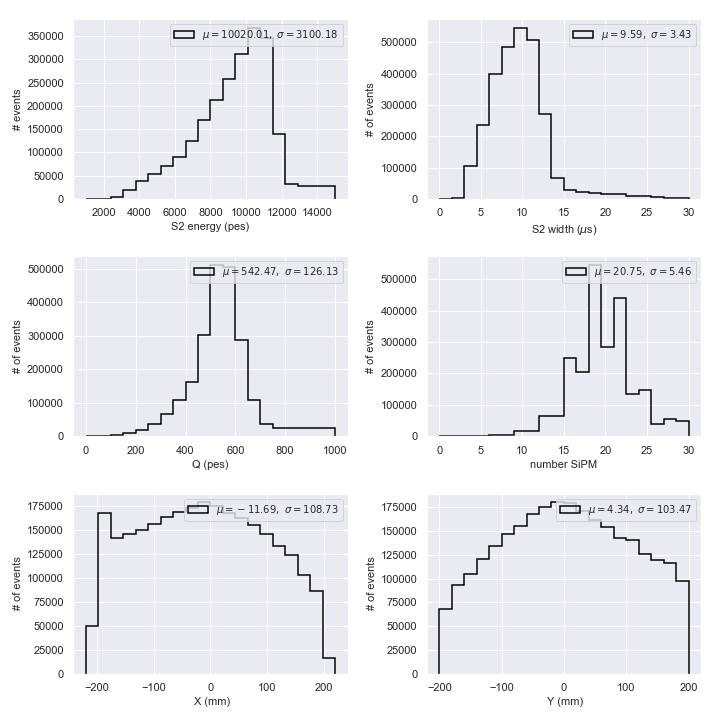 μ = 10020.01, σ = 3100.18
350000
300000
250000
200000
150000
100000
50000
0
# events
2000 4000 6000 8000 10000 12000 14000
S2 energy (pes)
μ = 9.59, σ = 3.43
500000
400000
300000
200000
100000
0
# of events
0 5 10 15 20 25 30
S2 width (μs)
μ = 542.47, σ = 126.13
500000
400000
300000
200000
100000
0
# of events
0 200 400 600 800 1000
Q (pes)
μ = 20.75, σ = 5.46
500000
400000
300000
200000
100000
0
# of events
0 5 10 15 20 25 30
number SiPM
μ = −11.69, σ = 108.73
175000
150000
125000
100000
75000
50000
25000
0
# of events
−200 −100 0 100 200
X (mm)
μ = 4.34, σ = 103.47
175000
150000
125000
100000
75000
50000
25000
0
# of events
−200 −100 0 100 200
Y (mm)